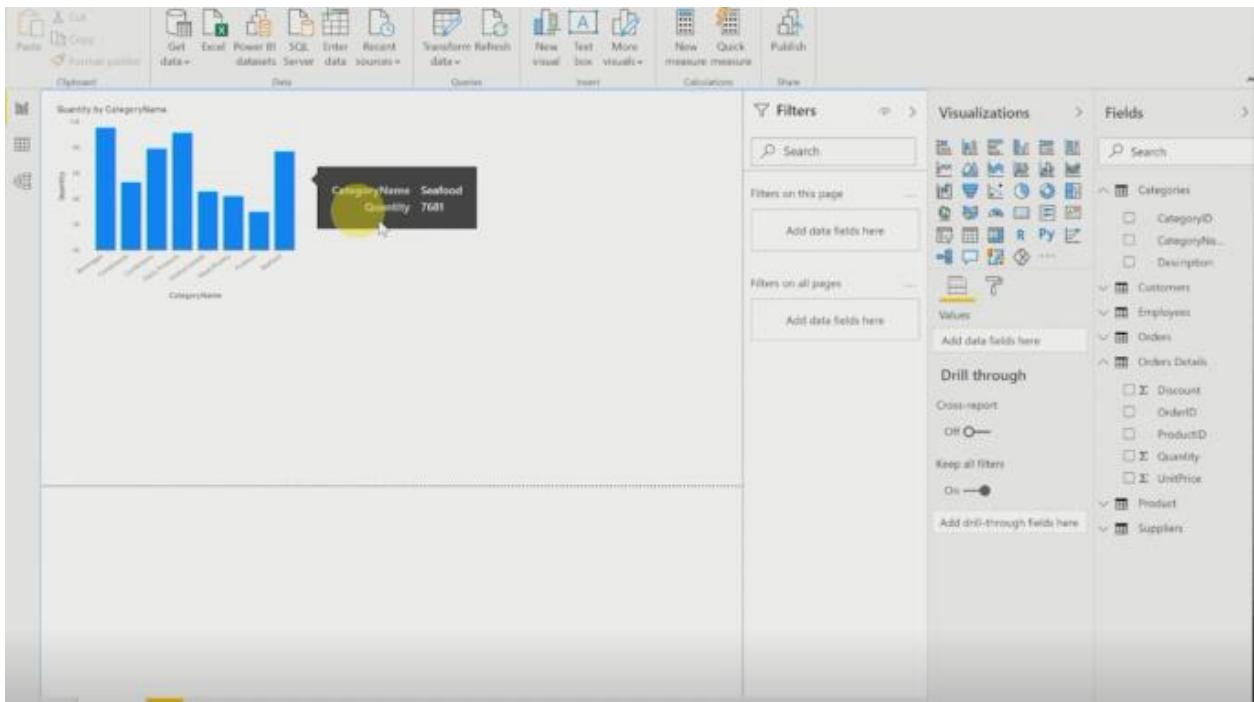 Cut
Copy
Format painter
Paste
Clipboard
Get data
Excel
Power BI datasets
SQL Server
Enter data
Recent sources
Data
Transform data
Refresh
Queries
New visual
Text box
More visuals
Insert
New measure
Quick measure
Calculations
Publish
Share
Quantity by CategoryName
Quantity
CategoryName
CategoryName Seafood
Quantity 7681
Filters
Search
Filters on this page
Add data fields here
Filters on all pages
Add data fields here
Visualizations
R
Py
Values
Add data fields here
Drill through
Cross-report
Off
Keep all filters
On
Add drill-through fields here
Fields
Search
Categories
CategoryID
CategoryNa...
Description
Customers
Employees
Orders
Orders Details
Σ Discount
OrderID
ProductID
Σ Quantity
Σ UnitPrice
Product
Suppliers